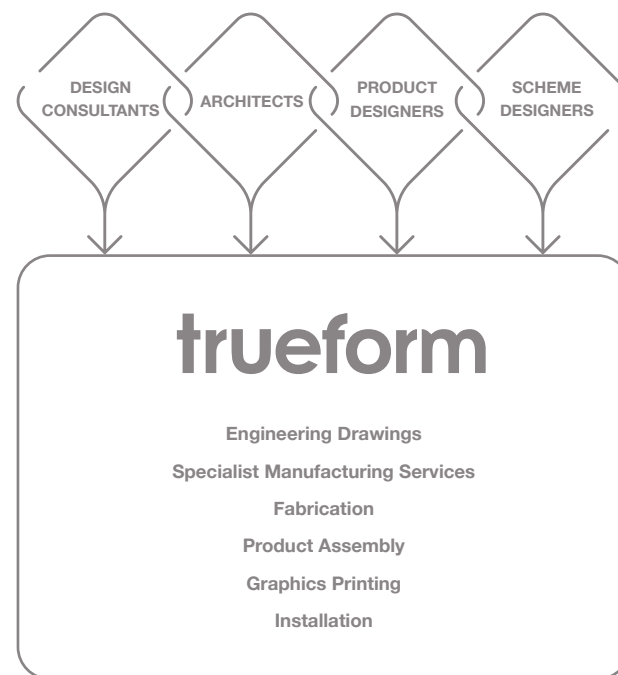 DESIGN
CONSULTANTS
ARCHITECTS
PRODUCT
DESIGNERS
SCHEME
DESIGNERS
trueform
Engineering Drawings
Specialist Manufacturing Services
Fabrication
Product Assembly
Graphics Printing
Installation